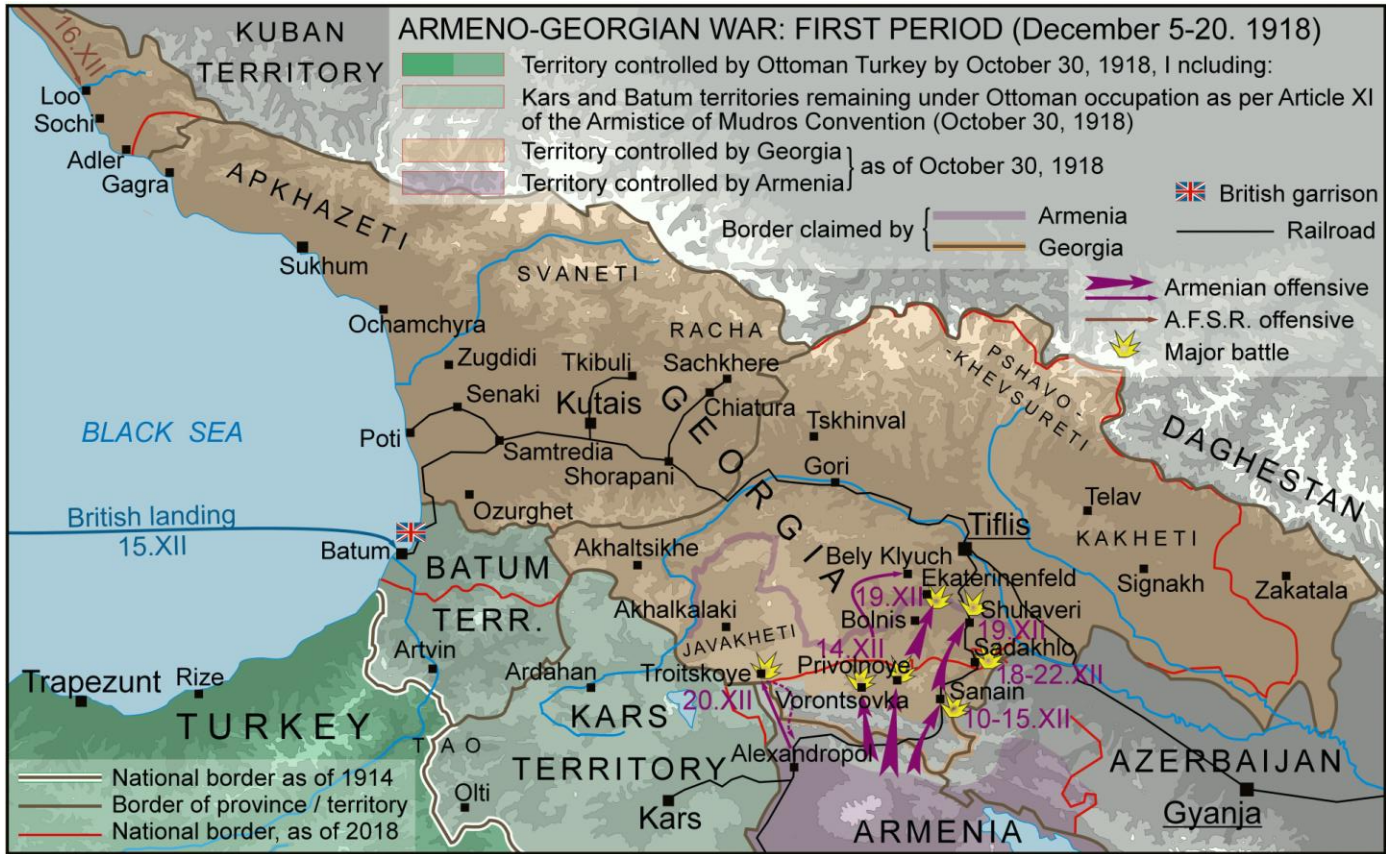 ARMENO-GEORGIAN WAR: FIRST PERIOD (December 5-20. 1918)
Territory controlled by Ottoman Turkey by October 30, 1918, I ncluding:
Kars and Batum territories remaining under Ottoman occupation as per Article XI
of the Armistice of Mudros Convention (October 30, 1918)
Territory controlled by Georgia
Territory controlled by Armenia
as of October 30, 1918
Border claimed by
Armenia
Georgia
British garrison
Railroad
Armenian offensive
A.F.S.R. offensive
Major battle
KUBAN
TERRITORY
16.XII
Loo
Sochi
Adler
Gagra
APKHAZETI
Sukhum
SVANETI
Ochamchyra
RACHA
Zugdidi
Tkibuli
Sachkhere
Senaki
Kutais
Chiatura
GEORGIA
PSHAVO-
-KHEVSURETI
DAGHESTAN
BLACK SEA
Poti
Samtredia
Shorapani
Tskhinval
Gori
Ozurghet
Telav
KAKHETI
Tiflis
Signakh
Zakatala
British landing
15.XII
Batum
BATUM
TERR.
Akhaltsikhe
Bely Klyuch
Ekaterinenfeld
19.XII
Shulaveri
Akhalkalaki
Bolnis
19.XII
JAVAKHETI
14.XII
Sadakhlo
Artvin
Ardahan
Troitskoye
Privolnoye
18-22.XII
Trapezunt
Rize
20.XII
Vorontsovka
Sanain
10-15.XII
TURKEY
KARS
TERRITORY
TAO
Alexandropol
AZERBAIJAN
Olti
Kars
Gyanja
ARMENIA
National border as of 1914
Border of province / territory
National border, as of 2018